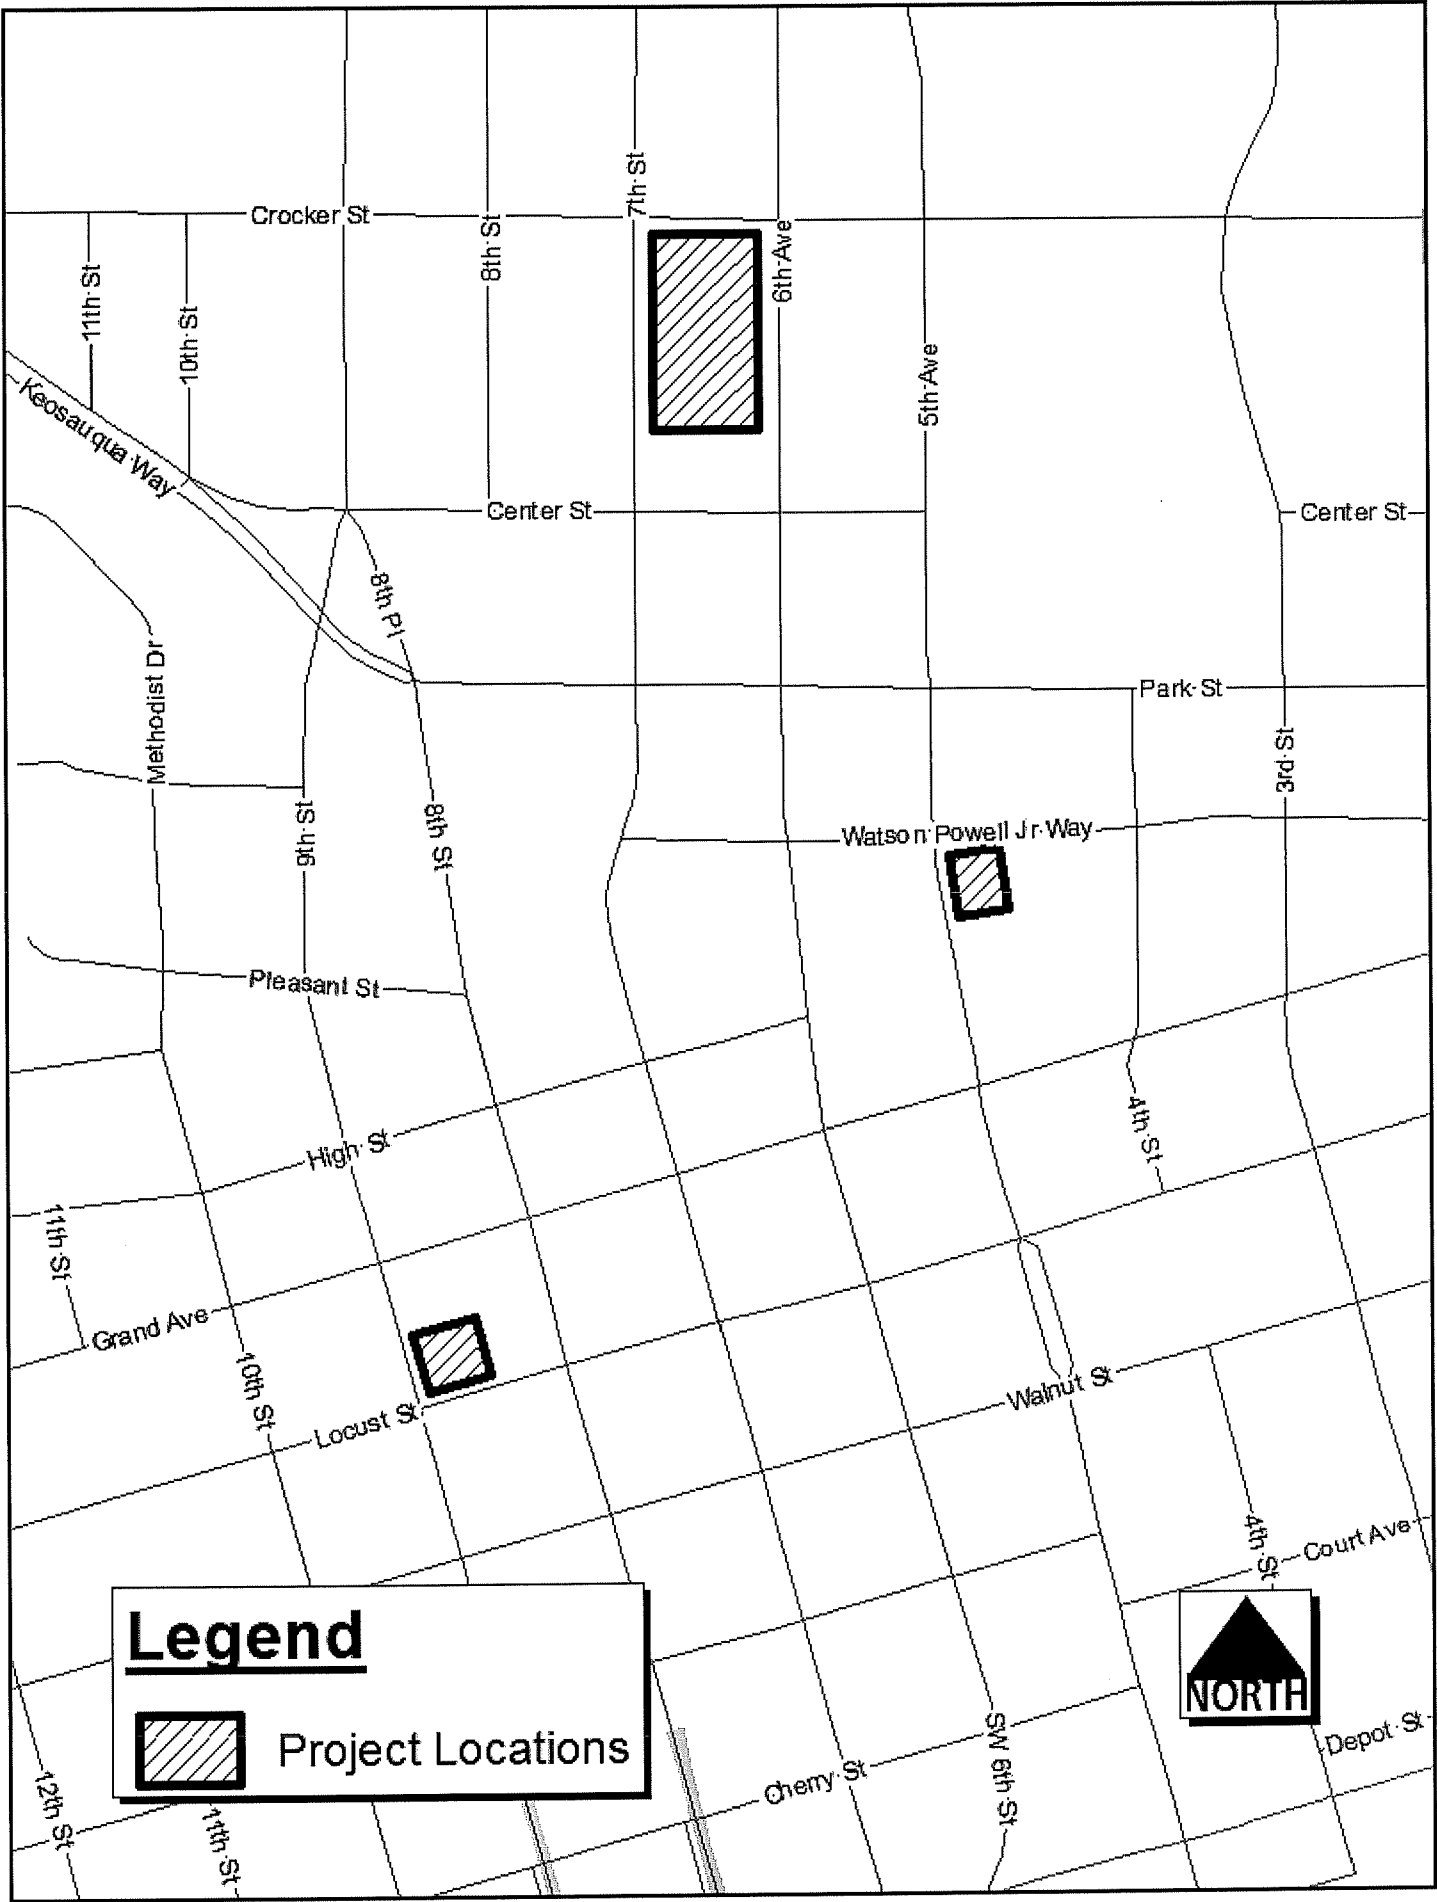 7th St
Crocker St
8th St
6th Ave
11th St
10th St
5th Ave
Keosauqua Way
Center St
Center St
8th Pl
Methodist Dr
Park St
3rd St
9th St
8th St
Watson Powell Jr Way
Pleasant St
High St
4th St
11th St
Grand Ave
10th St
Locust St
Walnut St
4th St
Court Ave
Legend
Project Locations
NORTH
SW 6th St
Depot St
Cherry St
12th St
11th St